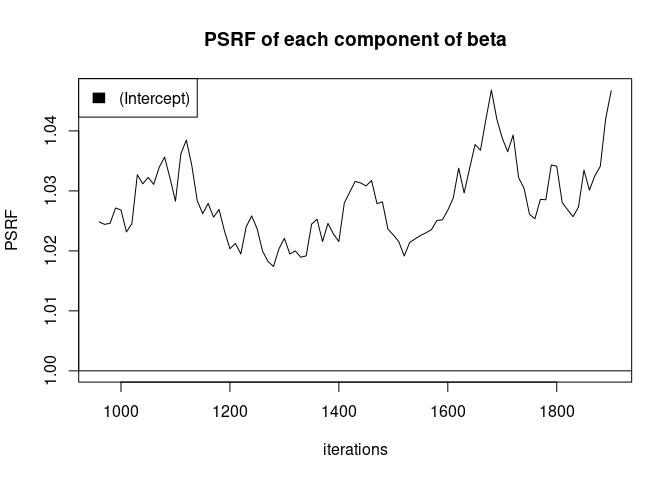 PSRF of each component of beta
(Intercept)
PSRF
1.04
1.03
1.02
1.01
1.00
1000 1200 1400 1600 1800
iterations